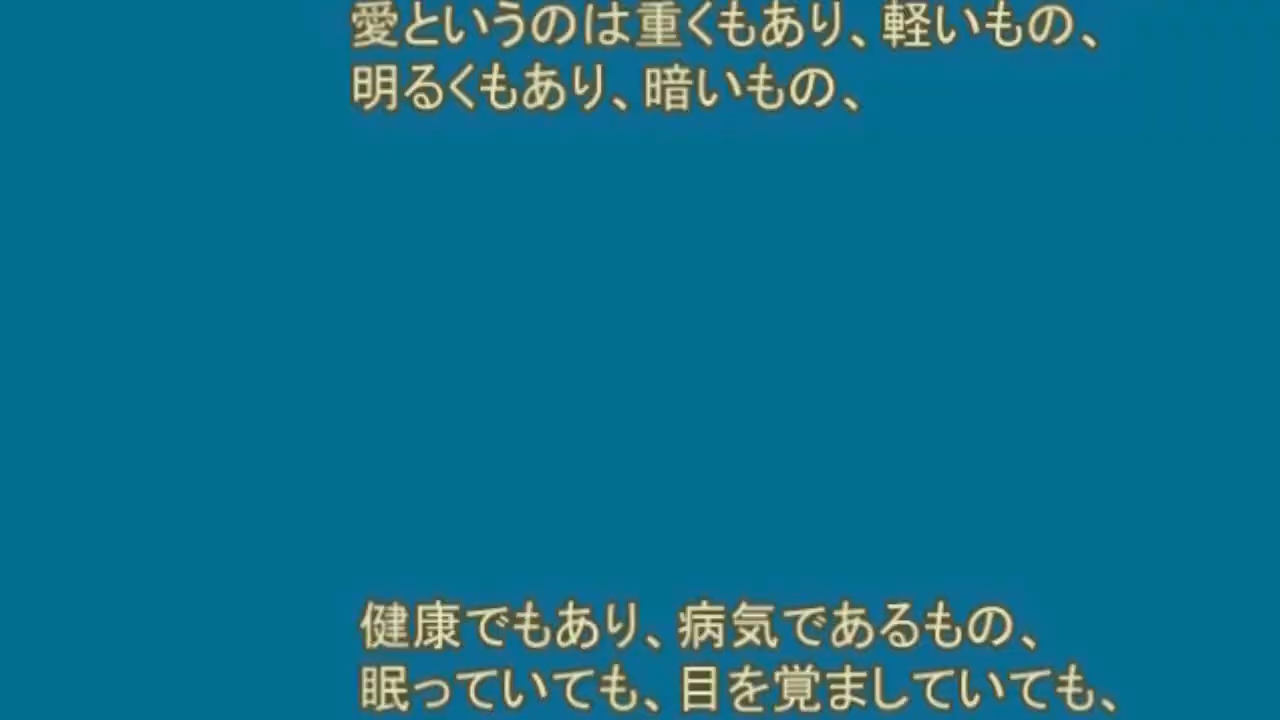 愛というのは重くもあり、軽いもの、
明るくもあり、暗いもの、
健康でもあり、病気であるもの、
眠っていても、目を覚ましていても、